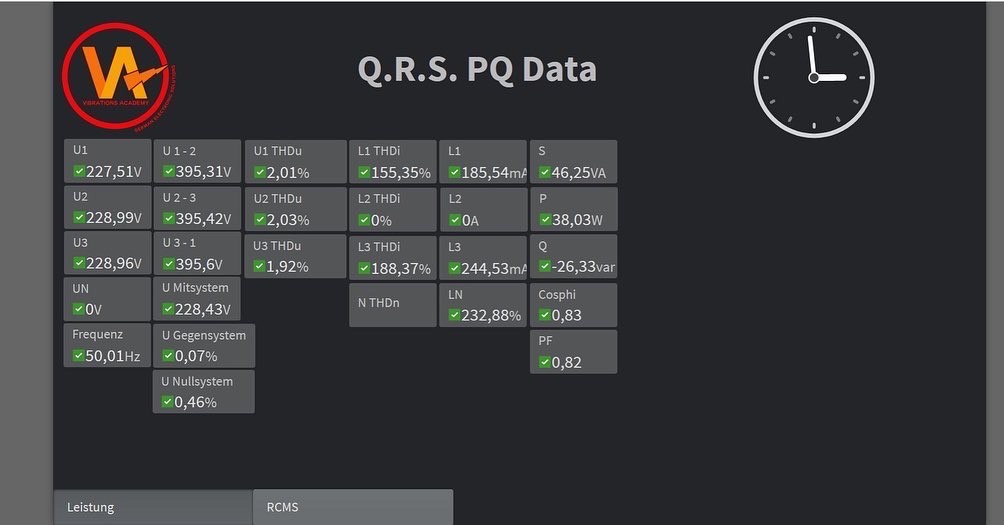 Q.R.S. PQ Data
VA
VIBRATIONS ACADEMY
U1
227,51V
U 1 - 2
395,31V
U1 THDu
2,01%
L1 THDi
155,35%
L1
185,54mA
S
46,25VA
U2
228,99V
U 2 - 3
395,42V
U2 THDu
2,03%
L2 THDi
0%
L2
0A
P
38,03W
U3
228,96V
U 3 - 1
395,6V
U3 THDu
1,92%
L3 THDi
188,37%
L3
244,53mA
Q
-26,33var
UN
0V
U Mitsystem
228,43V
N THDn
LN
232,88%
Cosphi
0,83
Frequenz
50,01Hz
U Gegensystem
0,07%
PF
0,82
U Nullsystem
0,46%
Leistung
RCMS